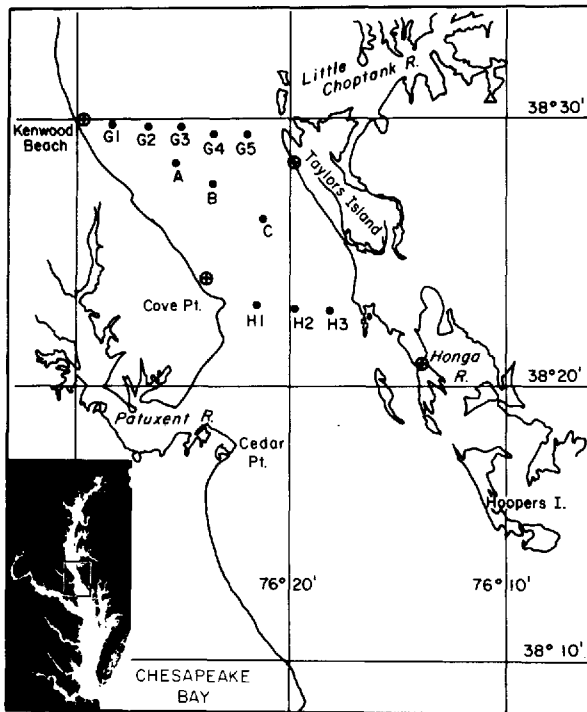 Little
Choptank R.
38° 30'
Kenwood
Beach
G1
G2
G3
G4
G5
A
B
C
Taylors Island
Cove Pt.
H1
H2
H3
Honga
R.
38° 20'
Patuxent R.
Cedar
Pt.
Hoopers I.
76° 20'
76° 10'
38° 10'
CHESAPEAKE
BAY